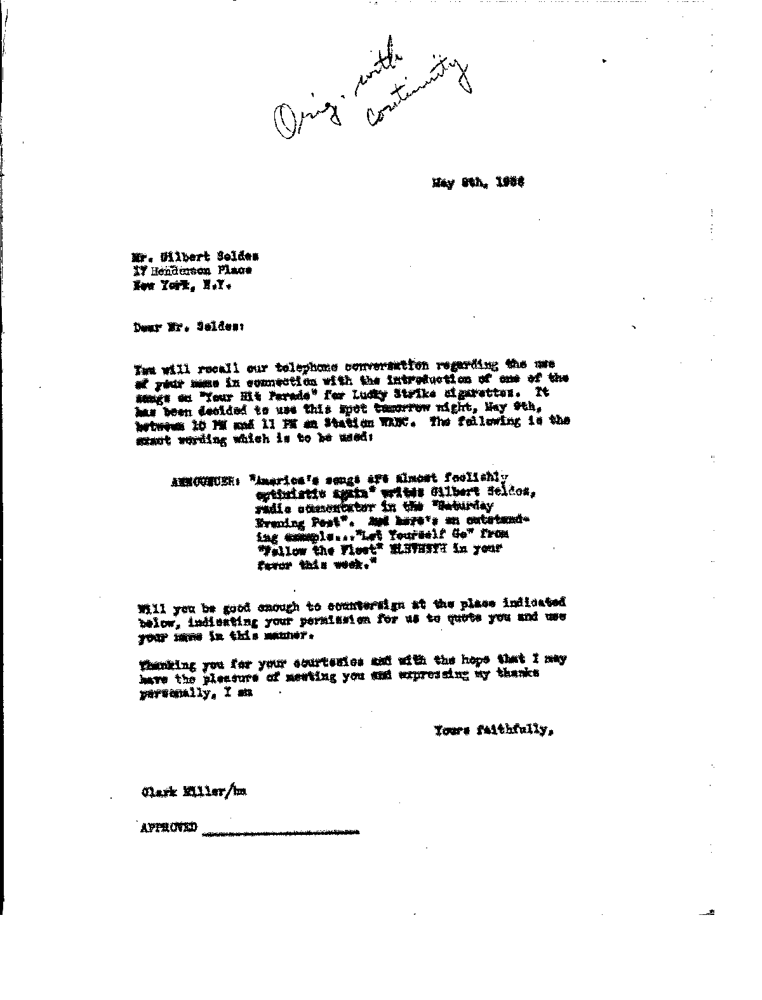 Orig. with
continuity
May 8th, 1936
Mr. Gilbert Seldes
17 Henderson Place
New York, N.Y.
Dear Mr. Seldes:
You will recall our telephone conversation regarding the use
of your name in connection with the introduction of one of the
songs on "Your Hit Parade" for Lucky Strike cigarettes. It
has been decided to use this spot tomorrow night, May 9th,
between 10 PM and 11 PM on Station WABC. The following is the
exact wording which is to be used:
ANNOUNCER: "America's songs are almost foolishly
optimistic again" writes Gilbert Seldes,
radio commentator in the "Saturday
Evening Post". And here's an outstand-
ing example..."Let Yourself Go" from
"Follow the Fleet" ELEVENTH in your
favor this week."
Will you be good enough to countersign at the place indicated
below, indicating your permission for us to quote you and use
your name in this manner.
Thanking you for your courtesies and with the hope that I may
have the pleasure of meeting you and expressing my thanks
personally, I am
Yours faithfully,
Clark Miller/hm
APPROVED